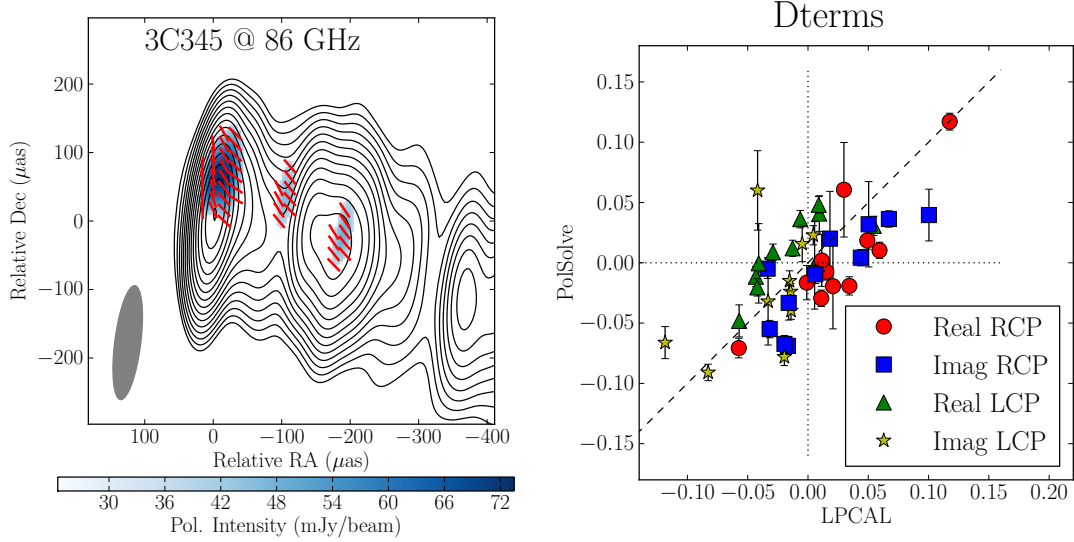 3C345 @ 86 GHz
Relative Dec (μas)
200
100
0
−100
−200
100 0 −100 −200 −300 −400
Relative RA (μas)
30 36 42 48 54 60 66 72
Pol. Intensity (mJy/beam)
Dterms
PolSolve
0.15
0.10
0.05
0.00
−0.05
−0.10
−0.15
Real RCP
Imag RCP
Real LCP
Imag LCP
−0.10 −0.05 0.00 0.05 0.10 0.15 0.20
LPCAL